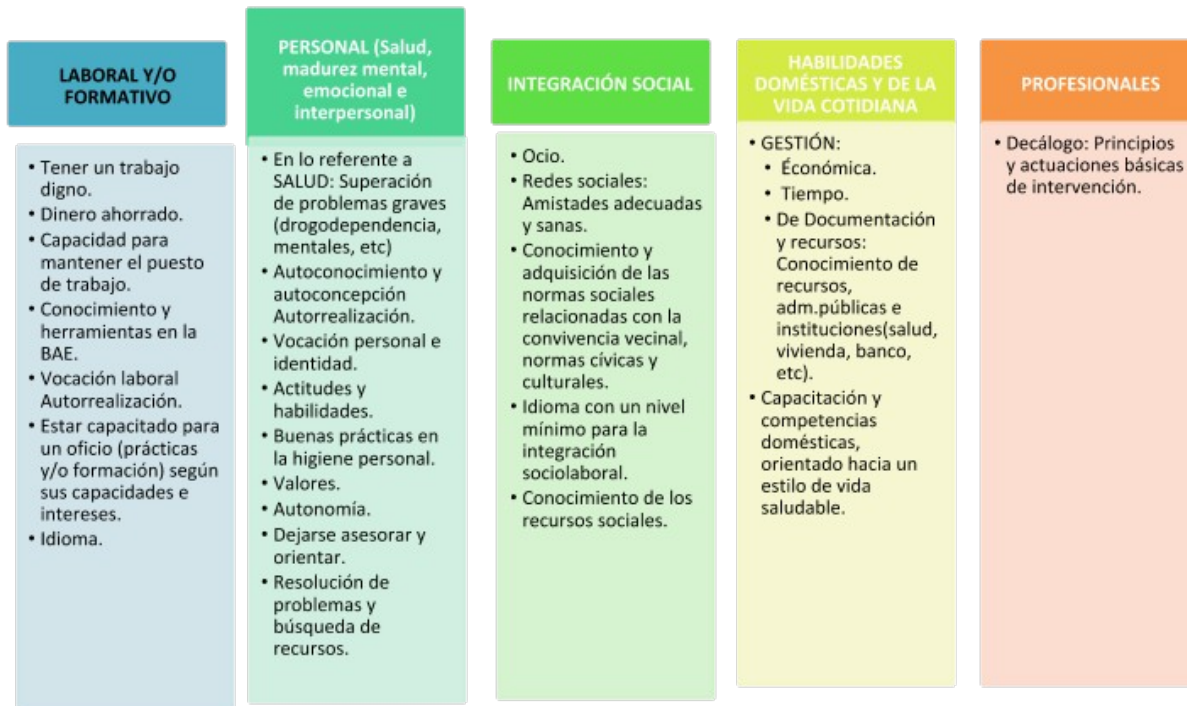 LABORAL Y/O
FORMATIVO
• Tener un trabajo
digno.
• Dinero ahorrado.
• Capacidad para
mantener el puesto
de trabajo.
• Conocimiento y
herramientas en la
BAE.
• Vocación laboral
Autorrealización.
• Estar capacitado para
un oficio (prácticas
y/o formación) según
sus capacidades e
intereses.
• Idioma.
PERSONAL (Salud,
madurez mental,
emocional e
interpersonal)
• En lo referente a
SALUD: Superación
de problemas graves
(drogodependencia,
mentales, etc)
• Autoconocimiento y
autoconcepción
Autorrealización.
• Vocación personal e
identidad.
• Actitudes y
habilidades.
• Buenas prácticas en
la higiene personal.
• Valores.
• Autonomía.
• Dejarse asesorar y
orientar.
• Resolución de
problemas y
búsqueda de
recursos.
INTEGRACIÓN SOCIAL
• Ocio.
• Redes sociales:
Amistades adecuadas
y sanas.
• Conocimiento y
adquisición de las
normas sociales
relacionadas con la
convivencia vecinal,
normas cívicas y
culturales.
• Idioma con un nivel
mínimo para la
integración
sociolaboral.
• Conocimiento de los
recursos sociales.
HABILIDADES
DOMÉSTICAS Y DE LA
VIDA COTIDIANA
• GESTIÓN:
• Económica.
• Tiempo.
• De Documentación
y recursos:
Conocimiento de
recursos,
adm.públicas e
instituciones(salud,
vivienda, banco,
etc).
• Capacitación y
competencias
domésticas,
orientado hacia un
estilo de vida
saludable.
PROFESIONALES
• Decálogo: Principios
y actuaciones básicas
de intervención.